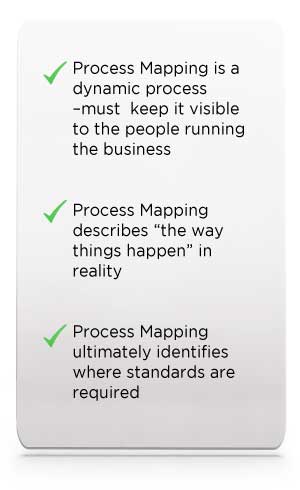 Process Mapping is a
dynamic process
–must  keep it visible
to the people running
the business
Process Mapping
describes “the way
things happen” in
reality
Process Mapping
ultimately identifies
where standards are
required